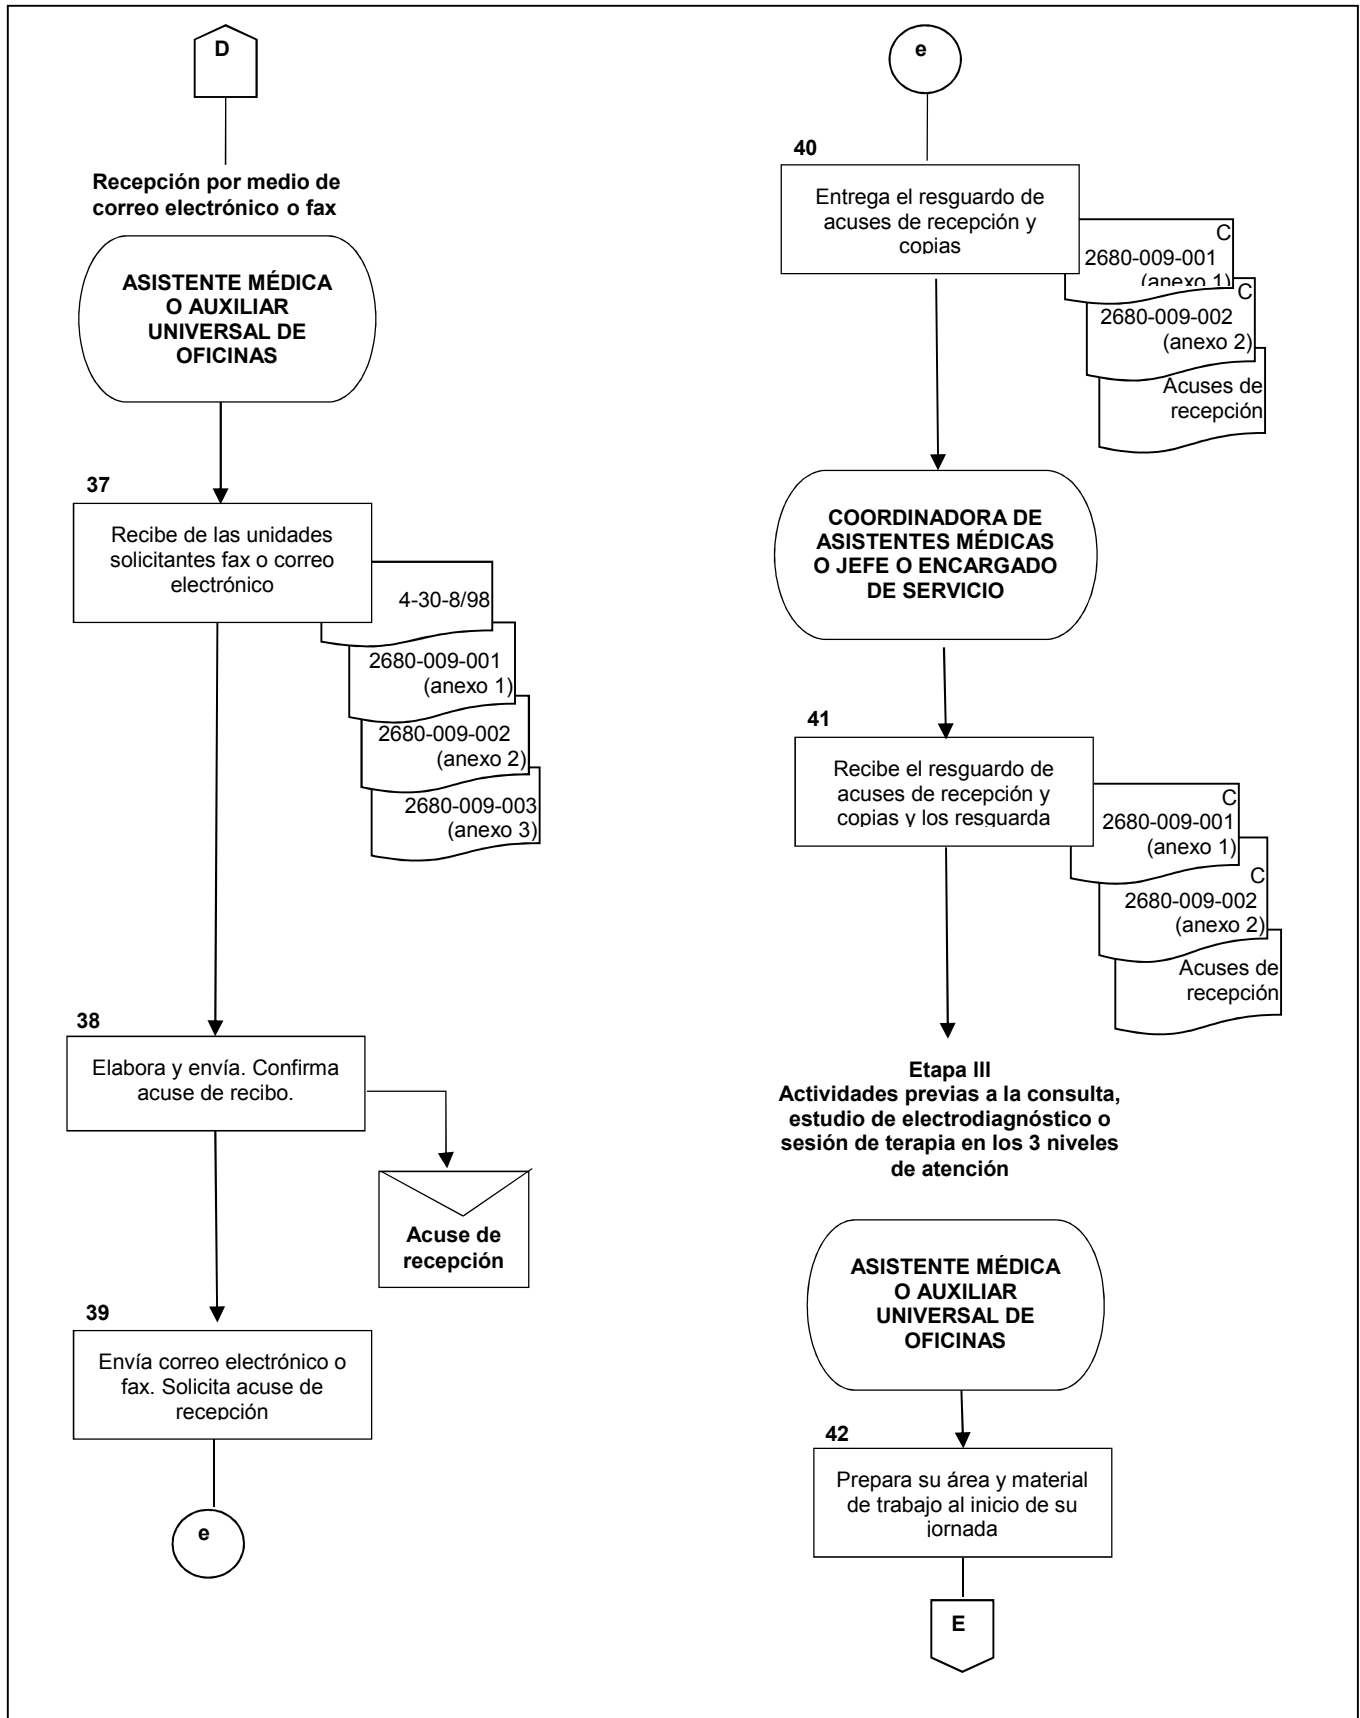 D
Recepción por medio de
correo electrónico o fax
ASISTENTE MÉDICA
O AUXILIAR
UNIVERSAL DE
OFICINAS
37
Recibe de las unidades
solicitantes fax o correo
electrónico
4-30-8/98
2680-009-001
(anexo 1)
2680-009-002
(anexo 2)
2680-009-003
(anexo 3)
38
Elabora y envía. Confirma
acuse de recibo.
Acuse de
recepción
39
Envía correo electrónico o
fax. Solicita acuse de
recepción
e
e
40
Entrega el resguardo de
acuses de recepción y
copias
C
2680-009-001
(anexo 1)
C
2680-009-002
(anexo 2)
Acuses de
recepción
COORDINADORA DE
ASISTENTES MÉDICAS
O JEFE O ENCARGADO
DE SERVICIO
41
Recibe el resguardo de
acuses de recepción y
copias y los resguarda
C
2680-009-001
(anexo 1)
C
2680-009-002
(anexo 2)
Acuses de
recepción
Etapa III
Actividades previas a la consulta,
estudio de electrodiagnóstico o
sesión de terapia en los 3 niveles
de atención
ASISTENTE MÉDICA
O AUXILIAR
UNIVERSAL DE
OFICINAS
42
Prepara su área y material
de trabajo al inicio de su
jornada
E